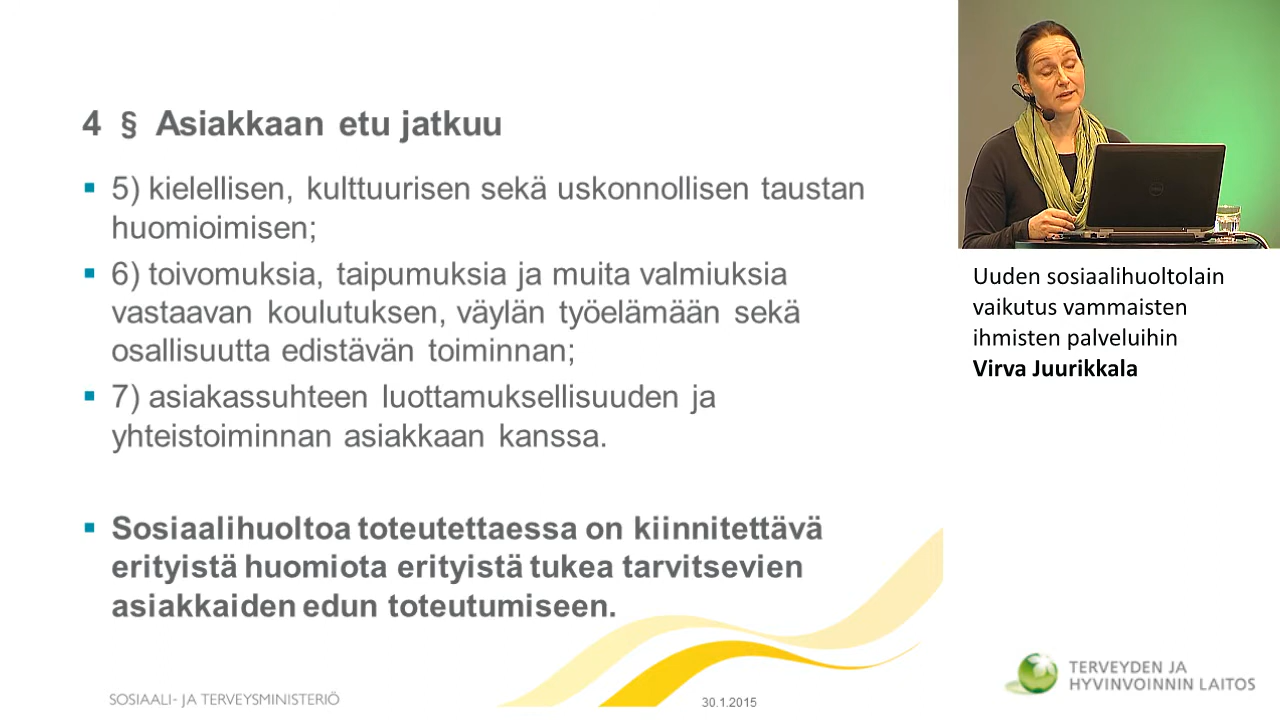 4 § Asiakkaan etu jatkuu
5) kielellisen, kulttuurisen sekä uskonnollisen taustan
huomioimisen;
6) toivomuksia, taipumuksia ja muita valmiuksia
vastaavan koulutuksen, väylän työelämään sekä
osallisuutta edistävän toiminnan;
7) asiakassuhteen luottamuksellisuuden ja
yhteistoiminnan asiakkaan kanssa.
Sosiaalihuoltoa toteutettaessa on kiinnitettävä
erityistä huomiota erityistä tukea tarvitsevien
asiakkaiden edun toteutumiseen.
SOSIAALI- JA TERVEYSMINISTERIÖ
30.1.2015
Uuden sosiaalihuoltolain
vaikutus vammaisten
ihmisten palveluihin
Virva Juurikkala
TERVEYDEN JA
HYVINVOINNIN LAITOS